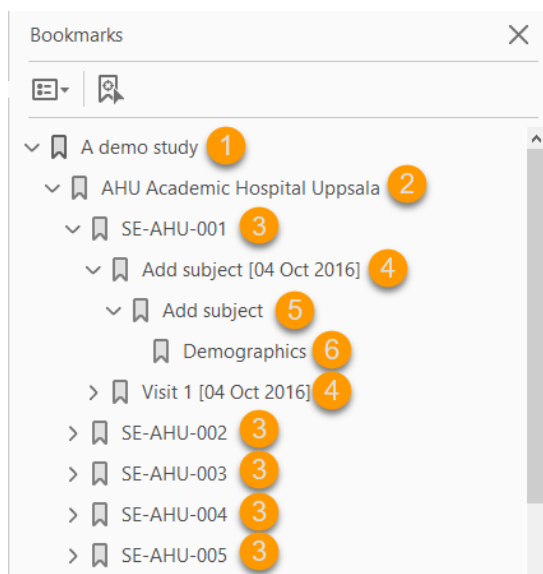 Bookmarks
A demo study 1
AHU Academic Hospital Uppsala 2
SE-AHU-001 3
Add subject [04 Oct 2016] 4
Add subject 5
Demographics 6
Visit 1 [04 Oct 2016] 4
SE-AHU-002 3
SE-AHU-003 3
SE-AHU-004 3
SE-AHU-005 3